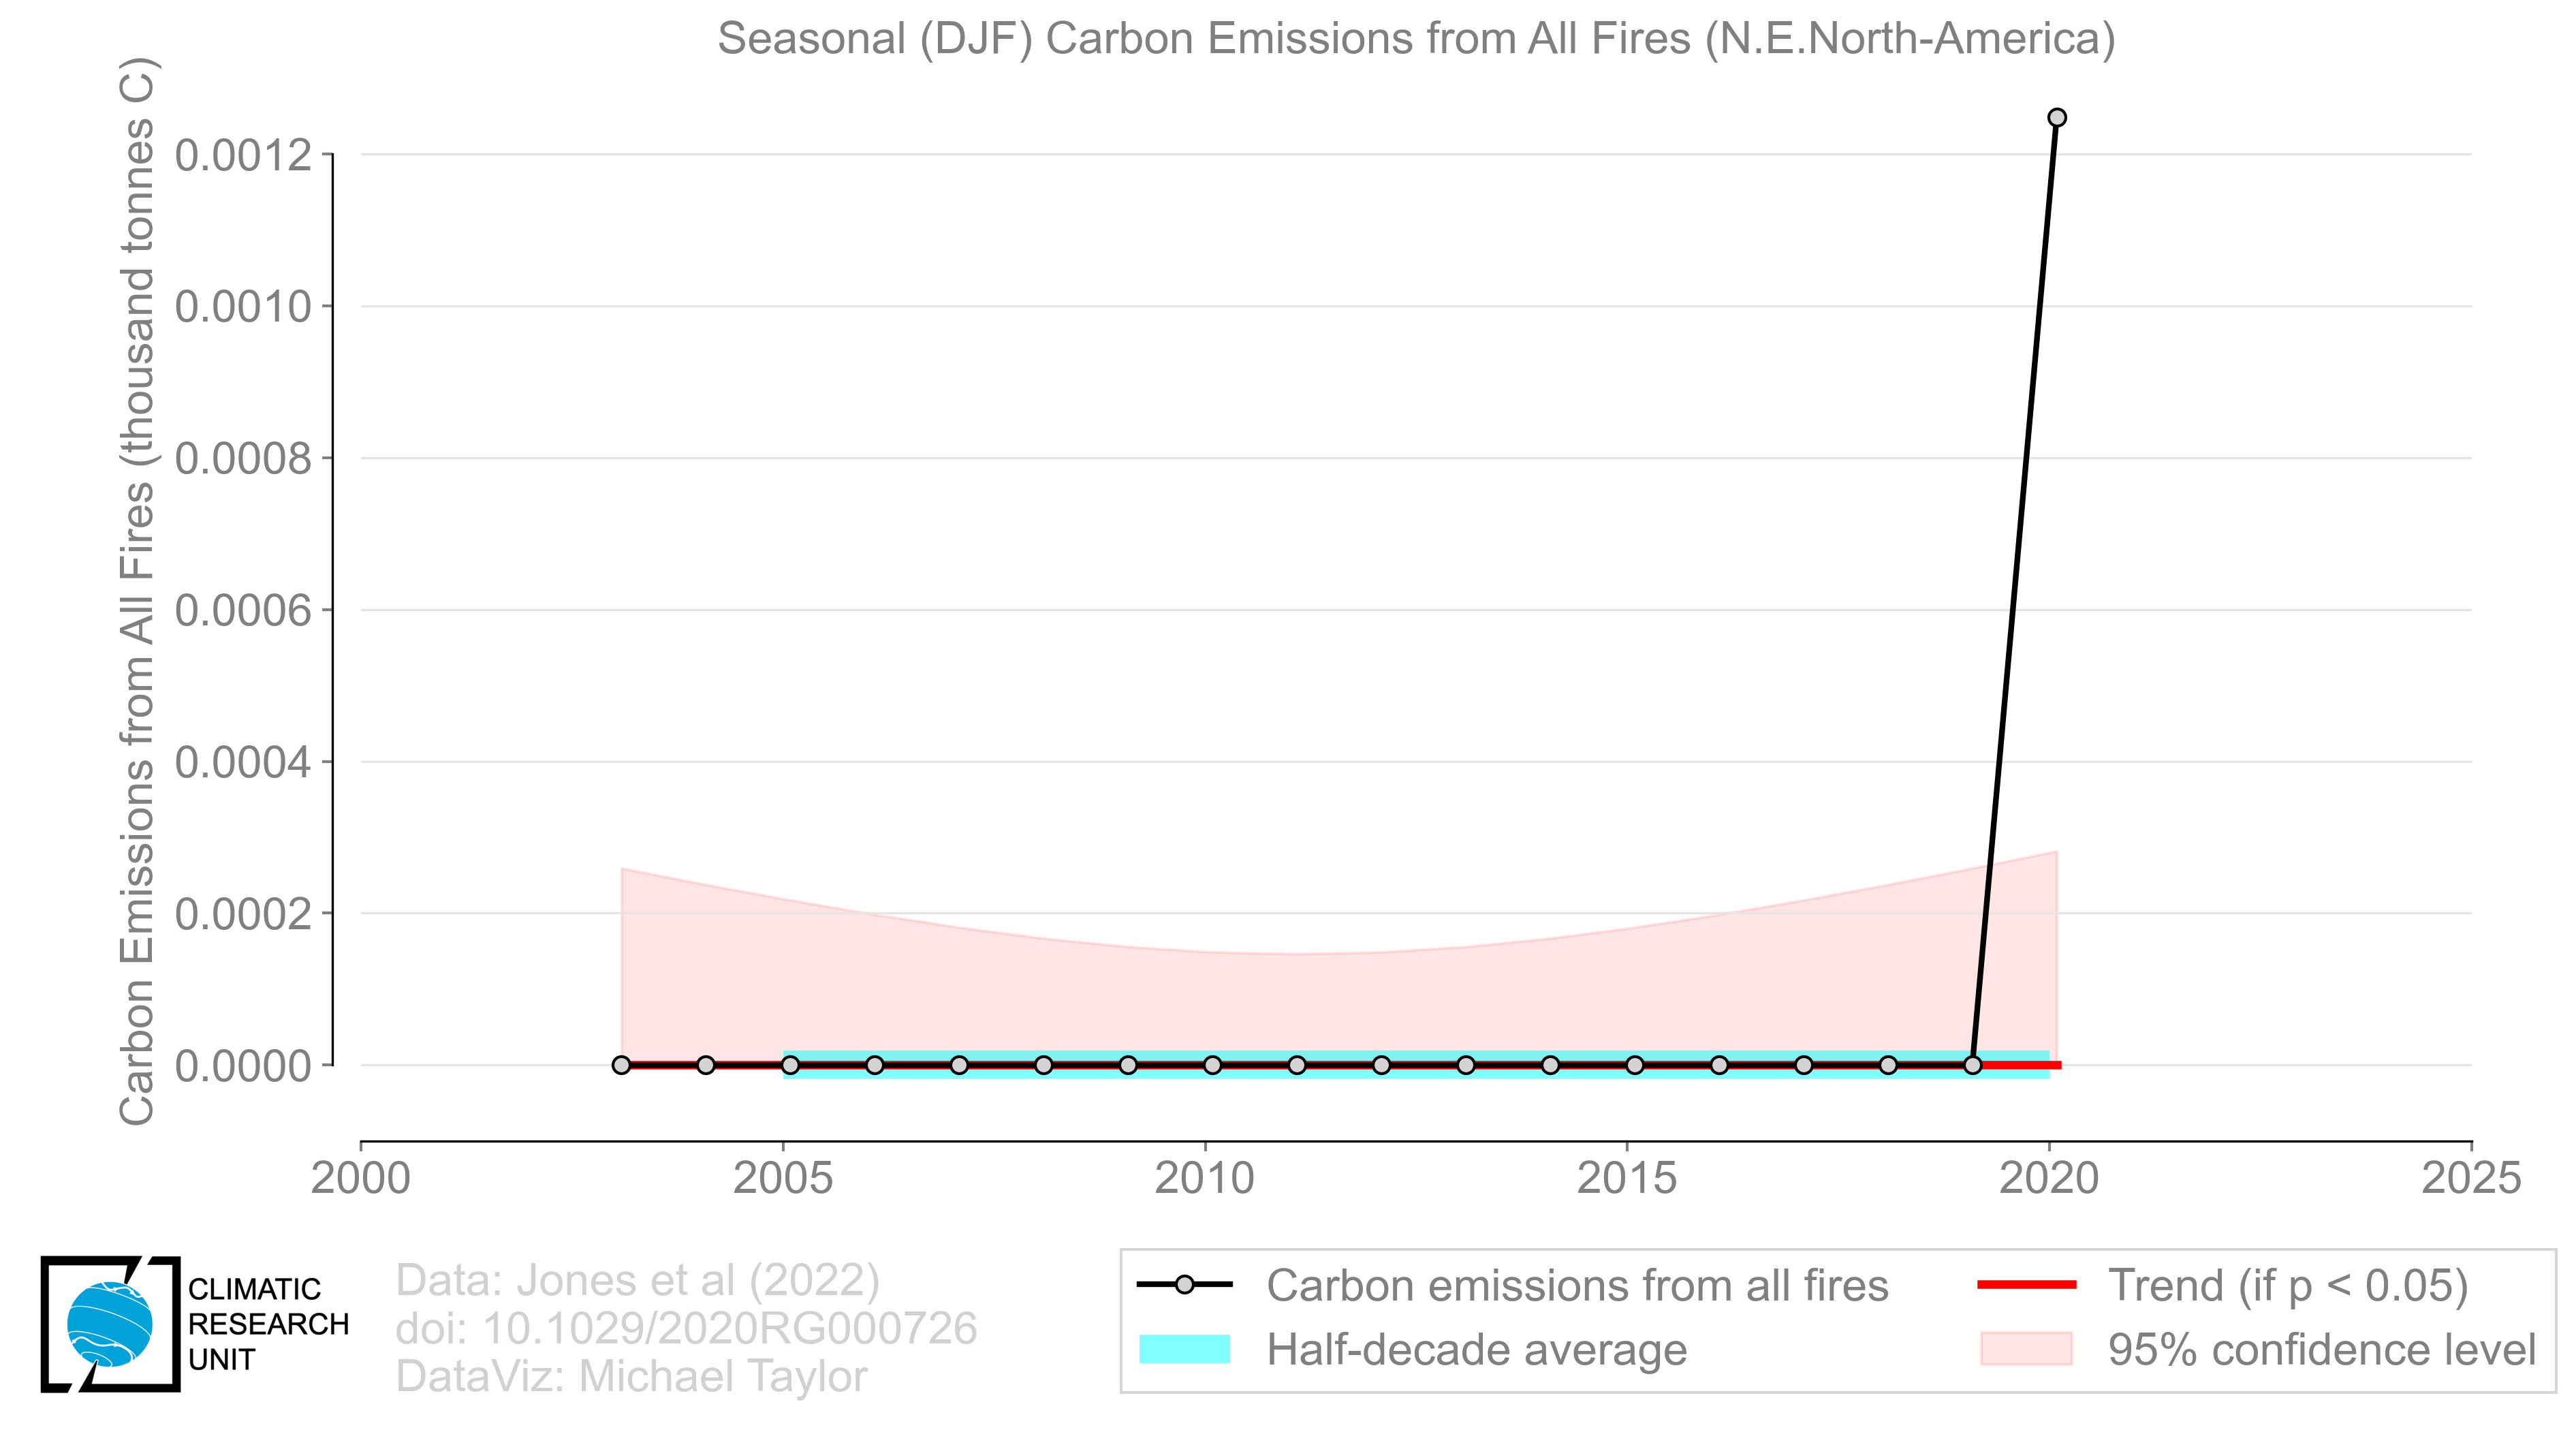 Seasonal (DJF) Carbon Emissions from All Fires (N.E.North-America)
Carbon Emissions from All Fires (thousand tonnes C)
0.0012
0.0010
0.0008
0.0006
0.0004
0.0002
0.0000
2000 2005 2010 2015 2020 2025
CLIMATIC
RESEARCH
UNIT
Data: Jones et al (2022)
doi: 10.1029/2020RG000726
DataViz: Michael Taylor
Carbon emissions from all fires
Half-decade average
Trend (if p < 0.05)
95% confidence level